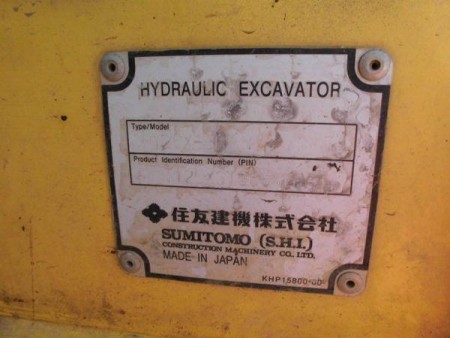 HYDRAULIC EXCAVATOR
Type/Model
Product Identification Number (PIN)
住友建機株式会社
SUMITOMO (S.H.I.)
CONSTRUCTION MACHINERY CO. LTD.
MADE IN JAPAN
KHP15800-00